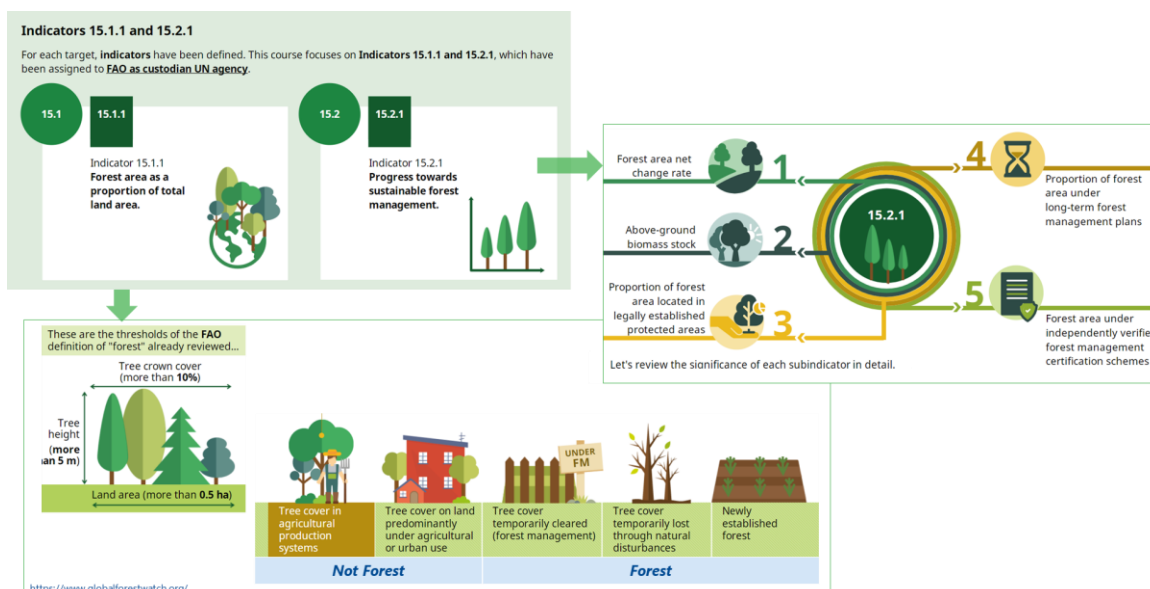 Indicators 15.1.1 and 15.2.1
For each target, indicators have been defined. This course focuses on Indicators 15.1.1 and 15.2.1, which have
been assigned to FAO as custodian UN agency.
15.1
15.1.1
Indicator 15.1.1
Forest area as a
proportion of total
land area.
15.2
15.2.1
Indicator 15.2.1
Progress towards
sustainable forest
management.
Forest area net
change rate
1
Above-ground
biomass stock
2
Proportion of forest
area located in
legally established
protected areas
3
15.2.1
4
Proportion of forest
area under
long-term forest
management plans
5
Forest area under
independently verifie
forest management
certification schemes
Let's review the significance of each subindicator in detail.
These are the thresholds of the FAO
definition of "forest" already reviewed...
Tree crown cover
(more than 10%)
Tree
height
(more
an 5 m)
Land area (more than 0.5 ha)
UNDER
FM
Tree cover in
agricultural
production
systems
Tree cover on land
predominantly
under agricultural
or urban use
Tree cover
temporarily cleared
(forest management)
Tree cover
temporarily lost
through natural
disturbances
Newly
established
forest
Not Forest
Forest
https://www.globalforestwatch.org/